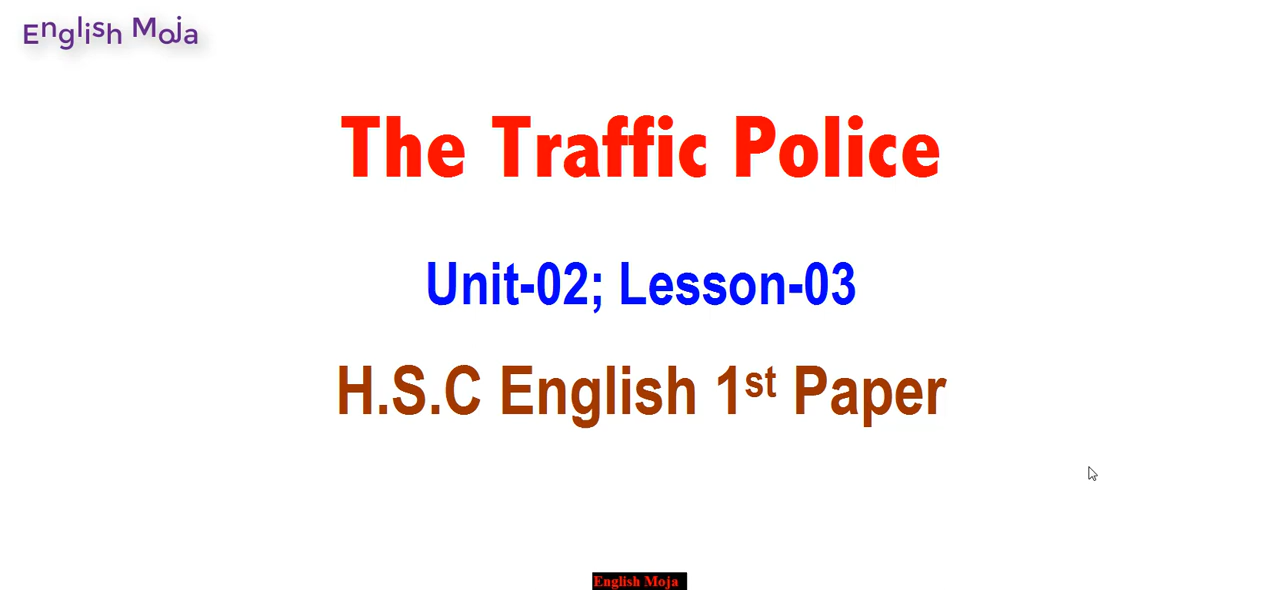 English Moja
The Traffic Police
Unit-02; Lesson-03
H.S.C English 1st Paper
English Moja